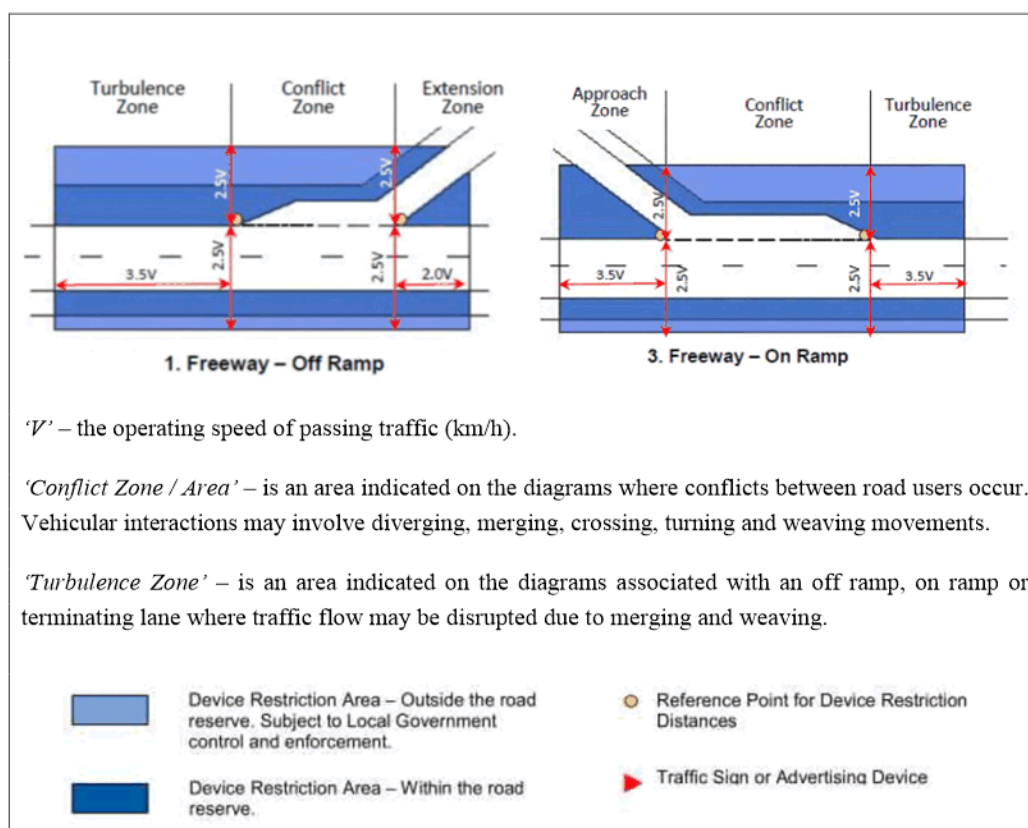 Turbulence Zone
Conflict Zone
Extension Zone
Approach Zone
Conflict Zone
Turbulence Zone
2.5V
2.5V
2.5V
2.5V
3.5V
2.5V
2.5V
2.0V
3.5V
2.5V
2.5V
3.5V
1. Freeway – Off Ramp
3. Freeway – On Ramp
‘V’ – the operating speed of passing traffic (km/h).
‘Conflict Zone / Area’ – is an area indicated on the diagrams where conflicts between road users occur.
Vehicular interactions may involve diverging, merging, crossing, turning and weaving movements.
‘Turbulence Zone’ – is an area indicated on the diagrams associated with an off ramp, on ramp or
terminating lane where traffic flow may be disrupted due to merging and weaving.
Device Restriction Area – Outside the road
reserve. Subject to Local Government
control and enforcement.
Reference Point for Device Restriction
Distances
Device Restriction Area – Within the road
reserve.
Traffic Sign or Advertising Device